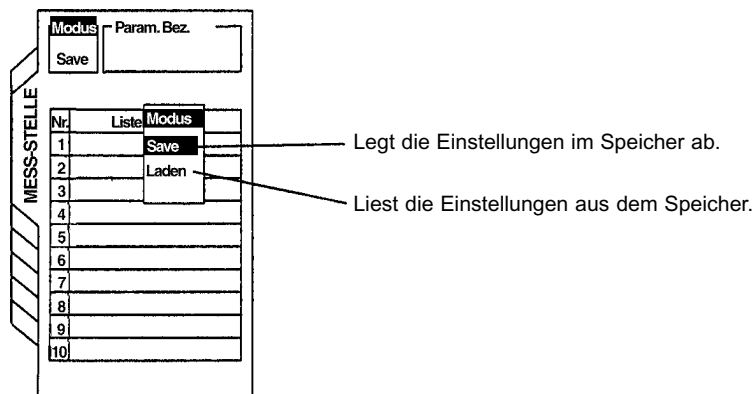 Modus Param. Bez.
Save
MESS-STELLE
Nr. Liste Modus
1 Save
2 Laden
3
4
5
6
7
8
9
10
Legt die Einstellungen im Speicher ab.
Liest die Einstellungen aus dem Speicher.